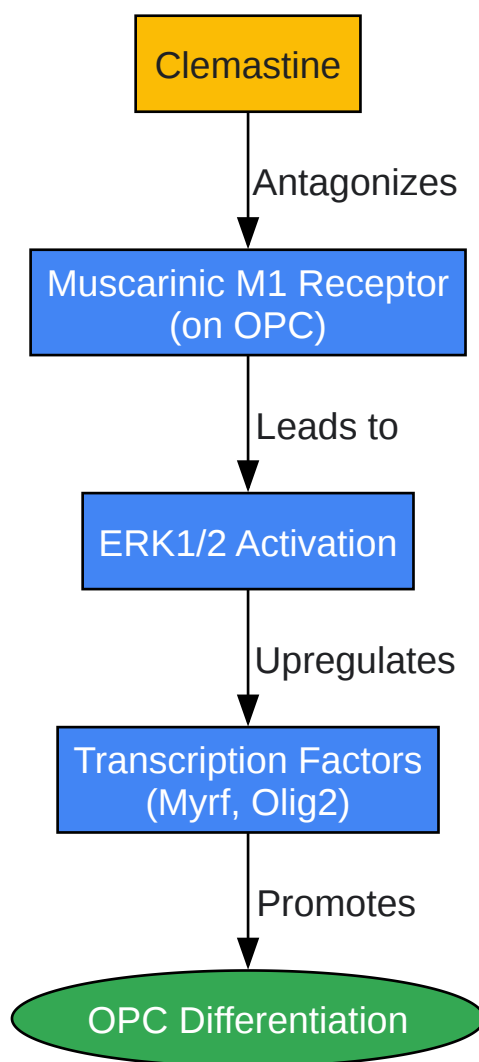 Clemastine
Antagonizes
Muscarinic M1 Receptor
(on OPC)
Leads to
ERK1/2 Activation
Upregulates
Transcription Factors
(Myrf, Olig2)
Promotes
OPC Differentiation